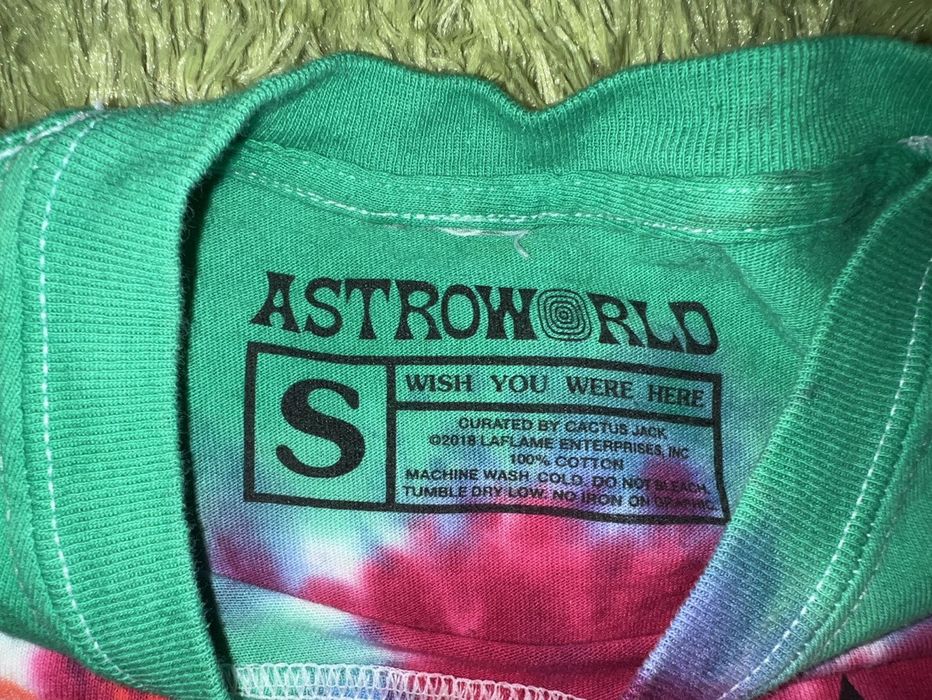 ASTROWORLD
S
WISH YOU WERE HERE
CURATED BY CACTUS JACK
©2018 LAFLAME ENTERPRISES, INC
100% COTTON
MACHINE WASH COLD. DO NOT BLEACH.
TUMBLE DRY LOW. NO IRON ON